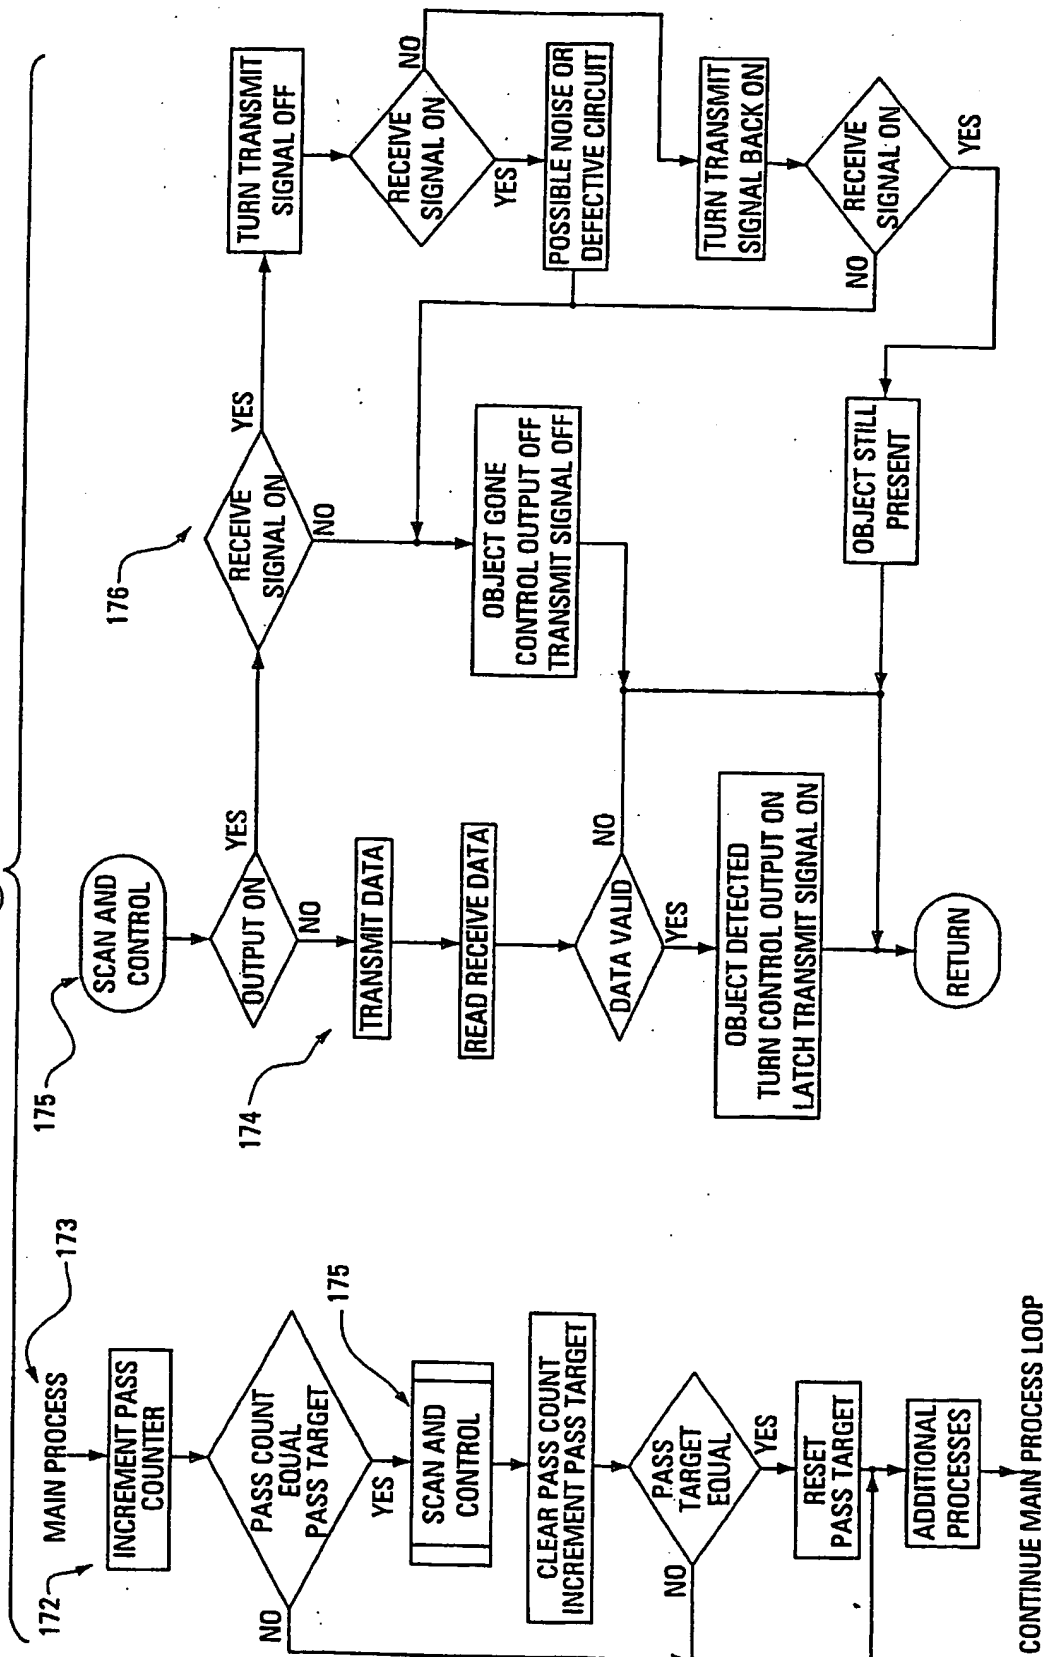 172
MAIN PROCESS
173
INCREMENT PASS
COUNTER
PASS COUNT
EQUAL
PASS TARGET
NO
YES
175
SCAN AND
CONTROL
CLEAR PASS COUNT
INCREMENT PASS TARGET
PASS
TARGET
EQUAL
NO
YES
RESET
PASS TARGET
ADDITIONAL
PROCESSES
CONTINUE MAIN PROCESS LOOP
175
SCAN AND
CONTROL
OUTPUT ON
YES
NO
174
TRANSMIT DATA
READ RECEIVE DATA
DATA VALID
NO
YES
OBJECT DETECTED
TURN CONTROL OUTPUT ON
LATCH TRANSMIT SIGNAL ON
RETURN
176
RECEIVE
SIGNAL ON
YES
NO
OBJECT GONE
CONTROL OUTPUT OFF
TRANSMIT SIGNAL OFF
OBJECT STILL
PRESENT
TURN TRANSMIT
SIGNAL OFF
RECEIVE
SIGNAL ON
NO
YES
POSSIBLE NOISE OR
DEFECTIVE CIRCUIT
TURN TRANSMIT
SIGNAL BACK ON
RECEIVE
SIGNAL ON
NO
YES